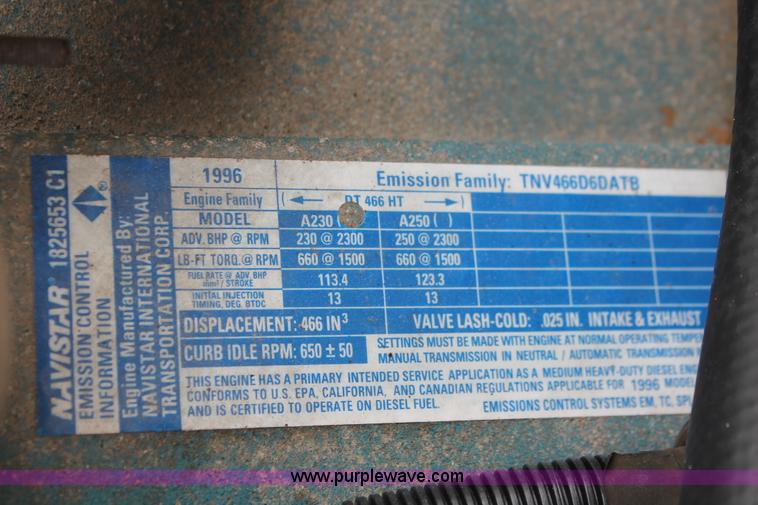 NAVISTAR® 1825653 C1
EMISSION CONTROL
INFORMATION
Engine Manufactured By:
NAVISTAR INTERNATIONAL
TRANSPORTATION CORP.
1996 Emission Family: TNV466D6DATB
Engine Family (← DT 466 HT →)
MODEL A230 ( ) A250 ( )
ADV. BHP @ RPM 230 @ 2300 250 @ 2300
LB-FT TORQ.@ RPM 660 @ 1500 660 @ 1500
FUEL RATE @ ADV. BHP
mm³ / STROKE 113.4 123.3
INITIAL INJECTION
TIMING, DEG. BTDC 13 13
DISPLACEMENT: 466 IN³ VALVE LASH-COLD: .025 IN. INTAKE & EXHAUST
CURB IDLE RPM: 650 ± 50
SETTINGS MUST BE MADE WITH ENGINE AT NORMAL OPERATING TEMPE
MANUAL TRANSMISSION IN NEUTRAL / AUTOMATIC TRANSMISSION
THIS ENGINE HAS A PRIMARY INTENDED SERVICE APPLICATION AS A MEDIUM HEAVY-DUTY DIESEL ENG
CONFORMS TO U.S. EPA, CALIFORNIA, AND CANADIAN REGULATIONS APPLICABLE FOR 1996 MODEL
AND IS CERTIFIED TO OPERATE ON DIESEL FUEL. EMISSIONS CONTROL SYSTEMS EM, TC, SPL
www.purplewave.com